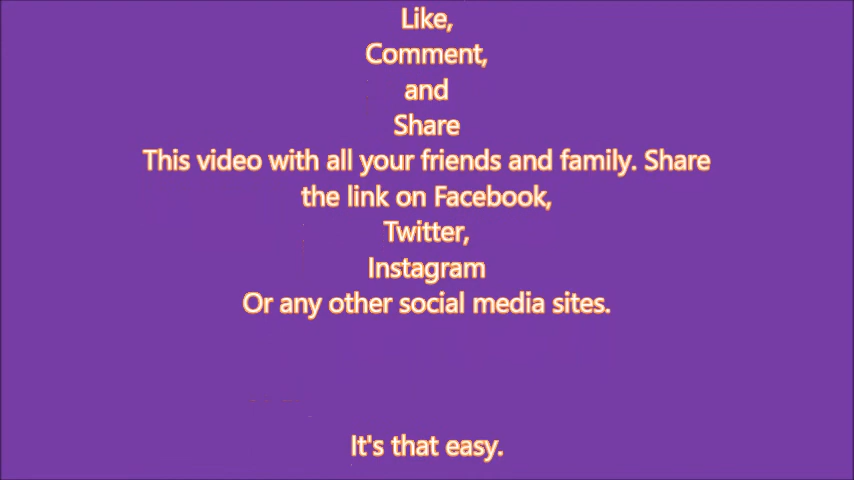 Like,
Comment,
and
Share
This video with all your friends and family. Share
the link on Facebook,
Twitter,
Instagram
Or any other social media sites.
It's that easy.